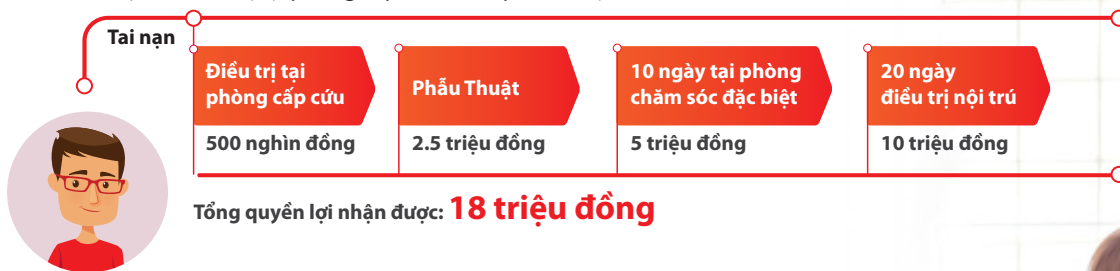 Tai nạn
Điều trị tại
phòng cấp cứu
500 nghìn đồng
Phẫu Thuật
2.5 triệu đồng
10 ngày tại phòng
chăm sóc đặc biệt
5 triệu đồng
20 ngày
điều trị nội trú
10 triệu đồng
Tổng quyền lợi nhận được: 18 triệu đồng